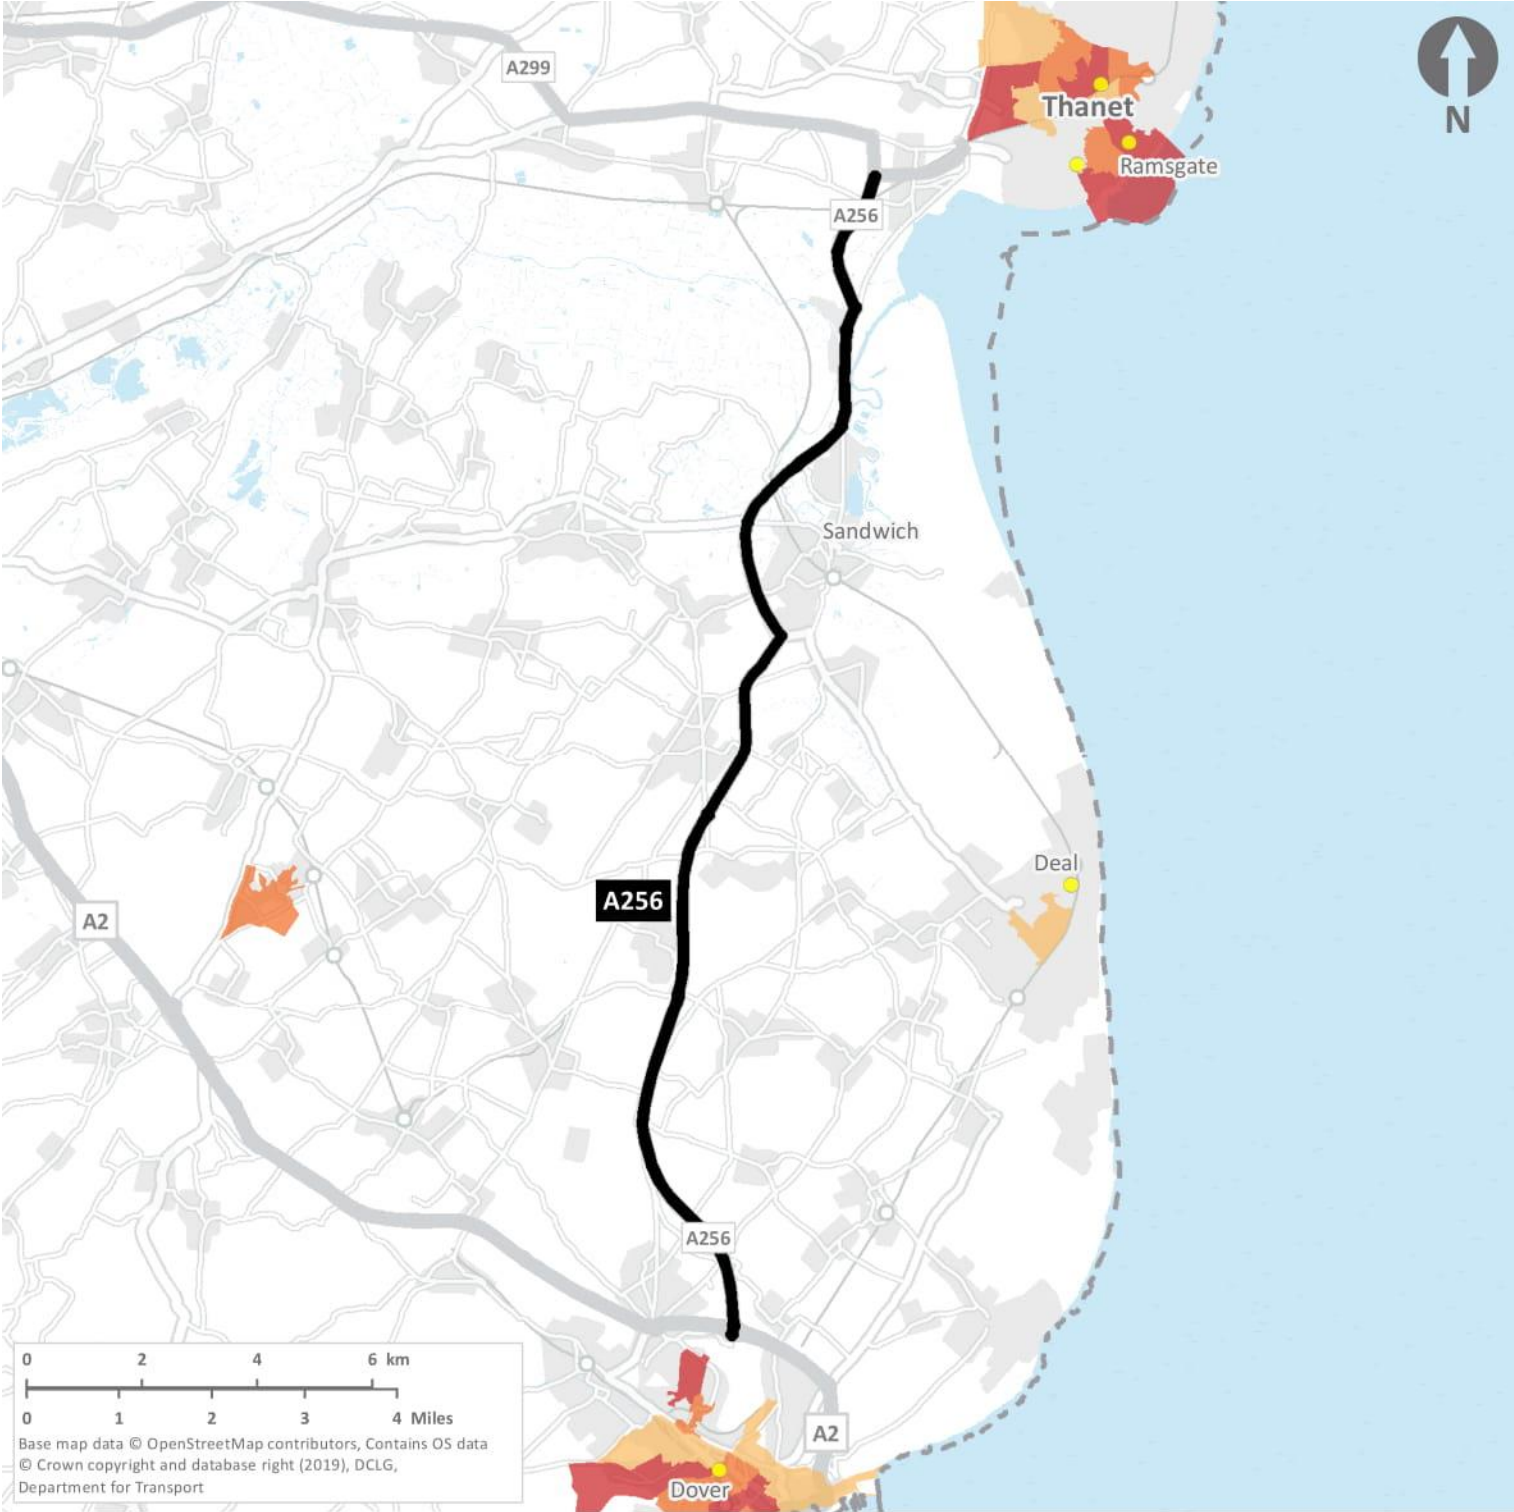 A299
Thanet
N
Ramsgate
A256
Sandwich
Deal
A256
A2
A256
0 2 4 6 km
0 1 2 3 4 Miles
Base map data © OpenStreetMap contributors, Contains OS data
© Crown copyright and database right (2019), DCLG,
Department for Transport
A2
Dover